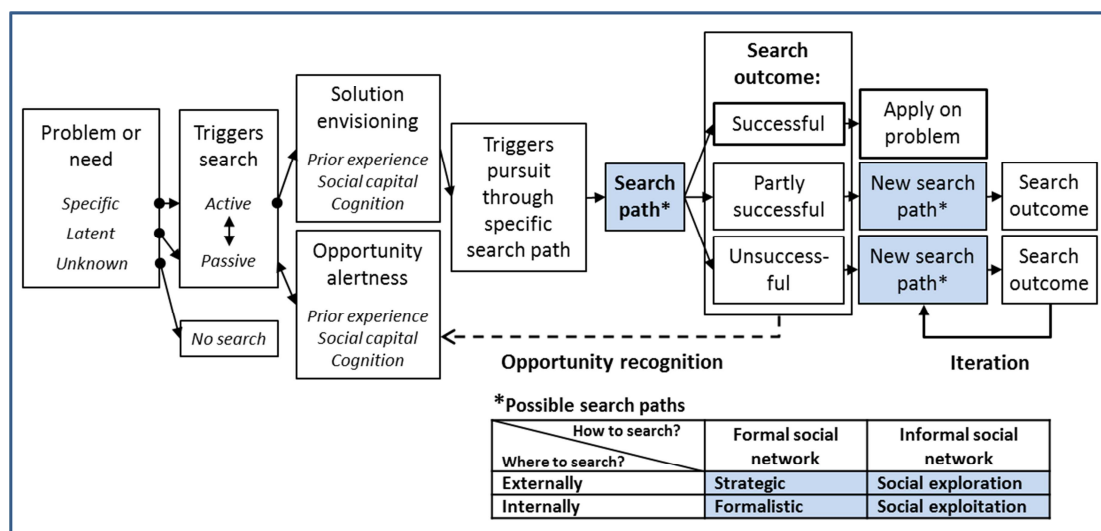 Problem or
need
Specific
Latent
Unknown
Triggers
search
Active
Passive
No search
Solution
envisioning
Prior experience
Social capital
Cognition
Opportunity
alertness
Prior experience
Social capital
Cognition
Triggers
pursuit
through
specific
search path
Search
path*
Search
outcome:
Successful
Partly
successful
Unsuccess-
ful
Apply on
problem
New search
path*
Search
outcome
New search
path*
Search
outcome
Opportunity recognition
Iteration
*Possible search paths
How to search?
Where to search?
Formal social
network
Informal social
network
Externally
Strategic
Social exploration
Internally
Formalistic
Social exploitation